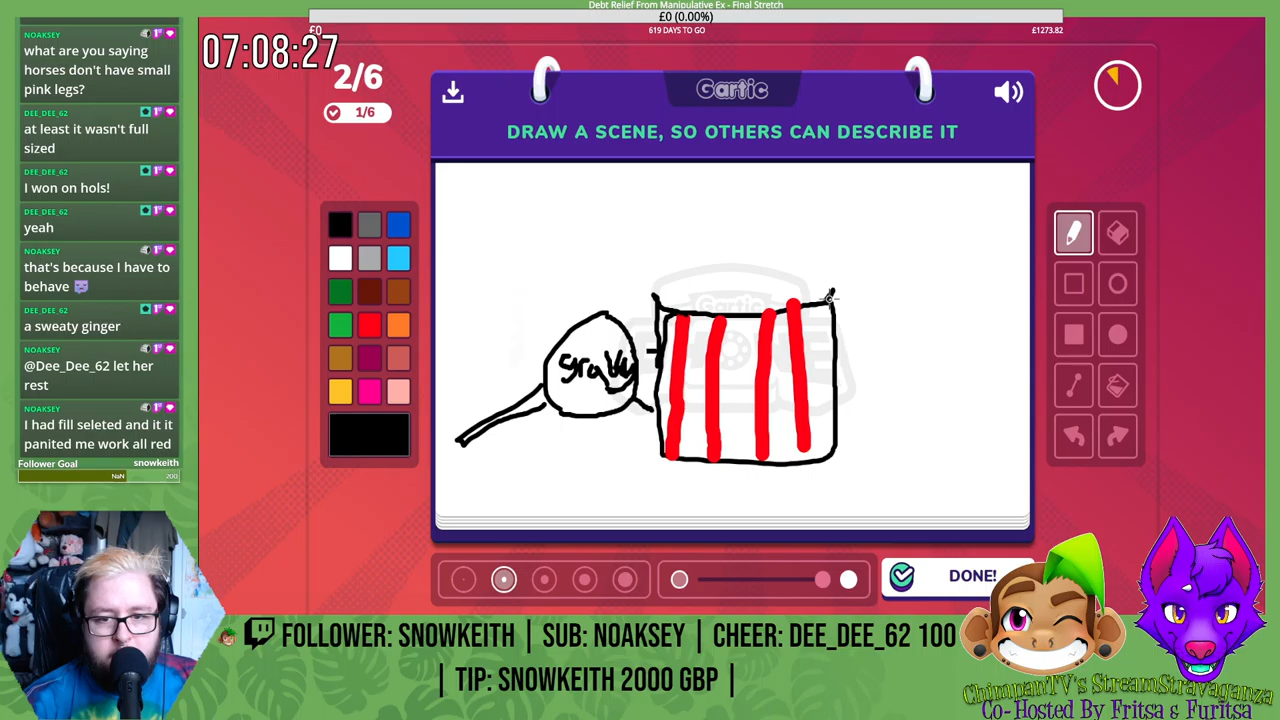 Debt Relief From Manipulative Ex - Final Stretch
£0 (0.00%)
£0
619 DAYS TO GO
£1273.82
07:08:27
NOAKSEY
what are you saying
horses don't have small
pink legs?
DEE_DEE_62
at least it wasn't full
sized
DEE_DEE_62
I won on hols!
DEE_DEE_62
yeah
NOAKSEY
that's because I have to
behave
DEE_DEE_62
a sweaty ginger
NOAKSEY
@Dee_Dee_62 let her
rest
NOAKSEY
I had fill seleted and it it
panited me work all red
Follower Goal
snowkeith
NaN
200
2/6
1/6
Gartic
DRAW A SCENE, SO OTHERS CAN DESCRIBE IT
Gartic
Gravy
DONE!
FOLLOWER: SNOWKEITH | SUB: NOAKSEY | CHEER: DEE_DEE_62 100
| TIP: SNOWKEITH 2000 GBP |
ChimpanTV's StreamStravaganza
Co-Hosted By Fritsa & Furitsa